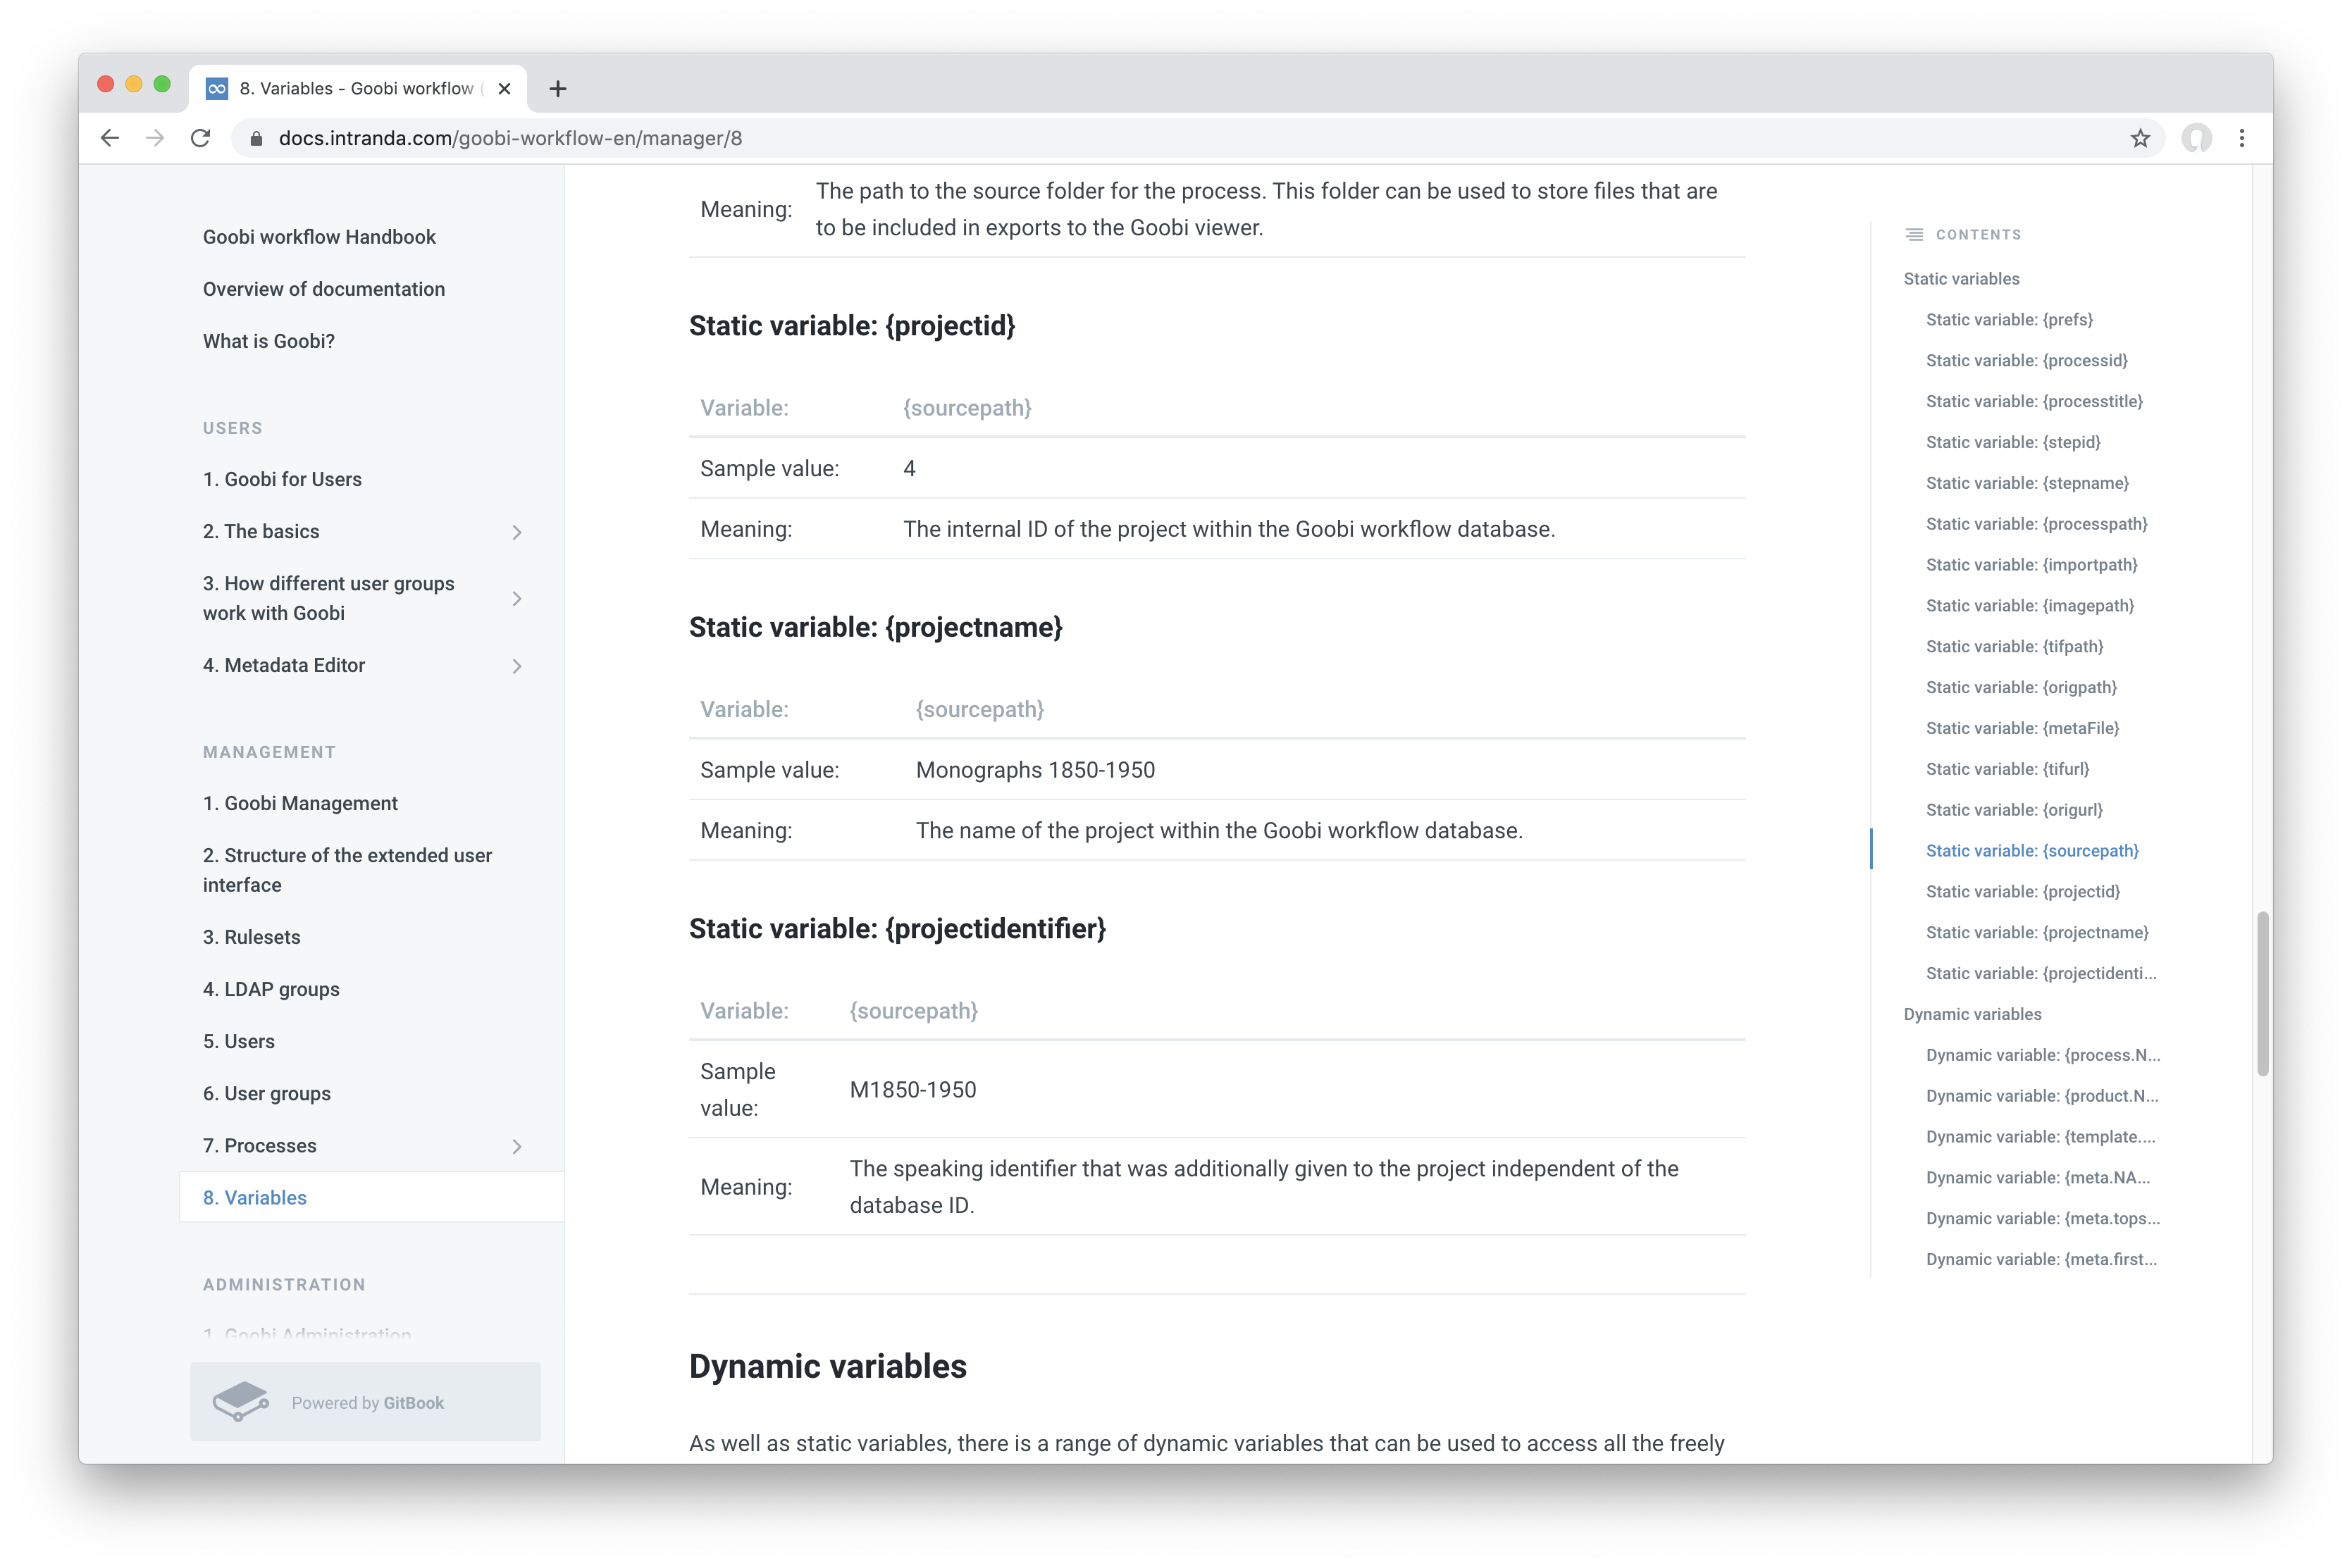 8. Variables - Goobi workflow (
docs.intranda.com/goobi-workflow-en/manager/8
Goobi workflow Handbook
Overview of documentation
What is Goobi?
USERS
1. Goobi for Users
2. The basics
3. How different user groups
work with Goobi
4. Metadata Editor
MANAGEMENT
1. Goobi Management
2. Structure of the extended user
interface
3. Rulesets
4. LDAP groups
5. Users
6. User groups
7. Processes
8. Variables
ADMINISTRATION
1. Goobi Administration
Powered by GitBook
Meaning:
The path to the source folder for the process. This folder can be used to store files that are
to be included in exports to the Goobi viewer.
Static variable: {projectid}
Variable: {sourcepath}
Sample value: 4
Meaning: The internal ID of the project within the Goobi workflow database.
Static variable: {projectname}
Variable: {sourcepath}
Sample value: Monographs 1850-1950
Meaning: The name of the project within the Goobi workflow database.
Static variable: {projectidentifier}
Variable: {sourcepath}
Sample
value:
M1850-1950
Meaning:
The speaking identifier that was additionally given to the project independent of the
database ID.
Dynamic variables
As well as static variables, there is a range of dynamic variables that can be used to access all the freely
CONTENTS
Static variables
Static variable: {prefs}
Static variable: {processid}
Static variable: {processtitle}
Static variable: {stepid}
Static variable: {stepname}
Static variable: {processpath}
Static variable: {importpath}
Static variable: {imagepath}
Static variable: {tifpath}
Static variable: {origpath}
Static variable: {metaFile}
Static variable: {tifurl}
Static variable: {origurl}
Static variable: {sourcepath}
Static variable: {projectid}
Static variable: {projectname}
Static variable: {projectidenti...
Dynamic variables
Dynamic variable: {process.N...
Dynamic variable: {product.N...
Dynamic variable: {template....
Dynamic variable: {meta.NA...
Dynamic variable: {meta.tops...
Dynamic variable: {meta.first...